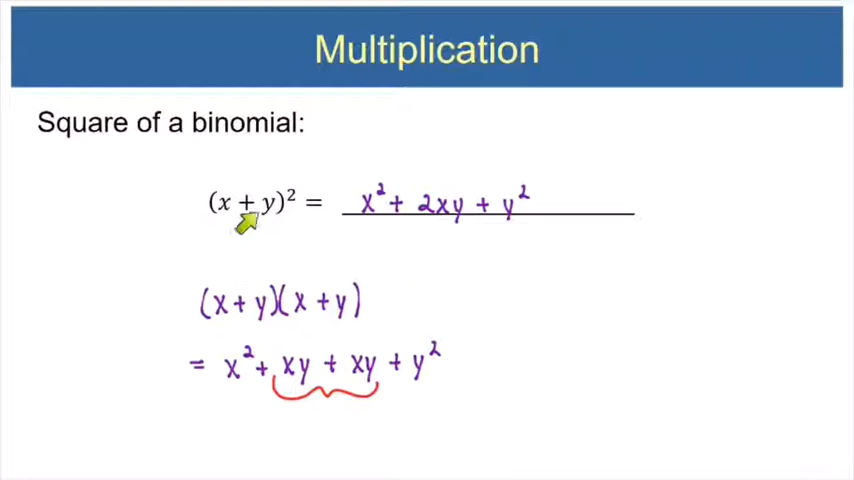 Multiplication
Square of a binomial:
(x + y)² = x² + 2xy + y²
(x + y)(x + y)
= x² + xy + xy + y²